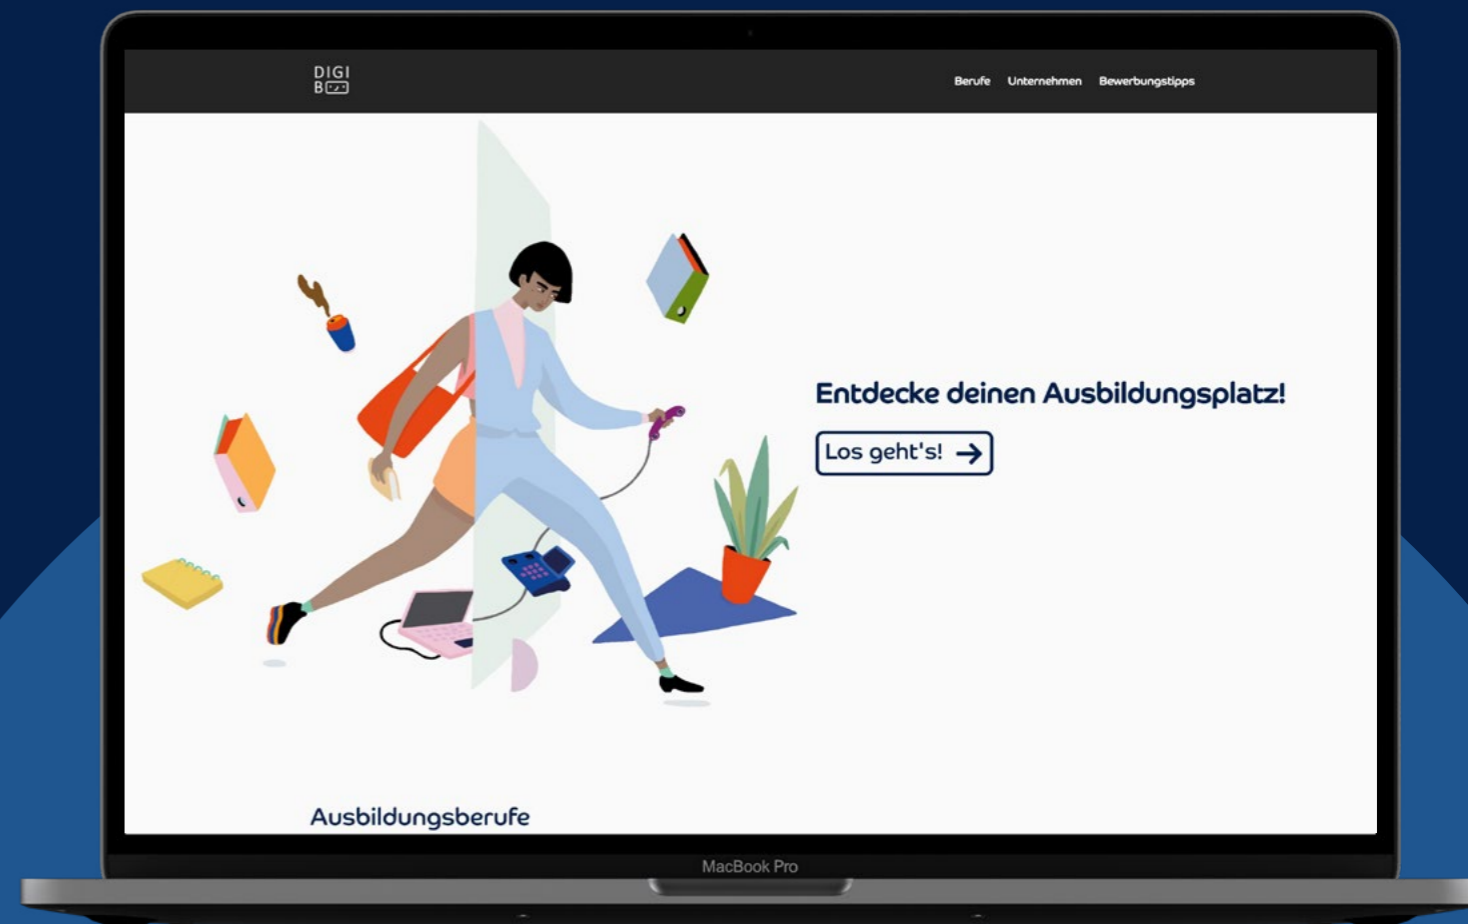 DIGI
B
Berufe Unternehmen Bewerbungstipps
Entdecke deinen Ausbildungsplatz!
Los geht's! →
Ausbildungsberufe
MacBook Pro